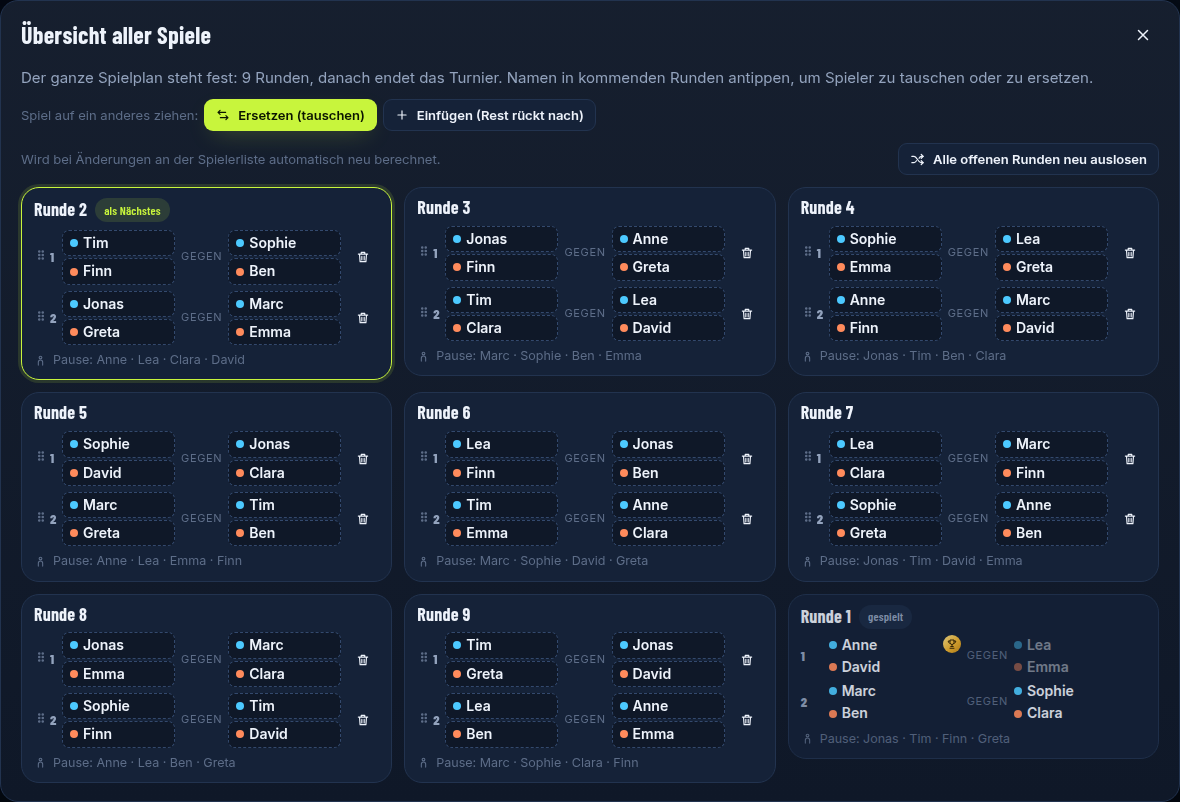 Übersicht aller Spiele
Der ganze Spielplan steht fest: 9 Runden, danach endet das Turnier. Namen in kommenden Runden antippen, um Spieler zu tauschen oder zu ersetzen.
Spiel auf ein anderes ziehen: Ersetzen (tauschen) Einfügen (Rest rückt nach)
Wird bei Änderungen an der Spielerliste automatisch neu berechnet. Alle offenen Runden neu auslosen
Runde 2 als Nächstes
1 Tim GEGEN Sophie
Finn Ben
2 Jonas GEGEN Marc
Greta Emma
Pause: Anne · Lea · Clara · David
Runde 3
1 Jonas GEGEN Anne
Finn Greta
2 Tim GEGEN Lea
Clara David
Pause: Marc · Sophie · Ben · Emma
Runde 4
1 Sophie GEGEN Lea
Emma Greta
2 Anne GEGEN Marc
Finn David
Pause: Jonas · Tim · Ben · Clara
Runde 5
1 Sophie GEGEN Jonas
David Clara
2 Marc GEGEN Tim
Greta Ben
Pause: Anne · Lea · Emma · Finn
Runde 6
1 Lea GEGEN Jonas
Finn Ben
2 Tim GEGEN Anne
Emma Clara
Pause: Marc · Sophie · David · Greta
Runde 7
1 Lea GEGEN Marc
Clara Finn
2 Sophie GEGEN Anne
Greta Ben
Pause: Jonas · Tim · David · Emma
Runde 8
1 Jonas GEGEN Marc
Emma Clara
2 Sophie GEGEN Tim
Finn David
Pause: Anne · Lea · Ben · Greta
Runde 9
1 Tim GEGEN Jonas
Greta David
2 Lea GEGEN Anne
Ben Emma
Pause: Marc · Sophie · Clara · Finn
Runde 1 gespielt
1 Anne GEGEN Lea
David Emma
2 Marc GEGEN Sophie
Ben Clara
Pause: Jonas · Tim · Finn · Greta